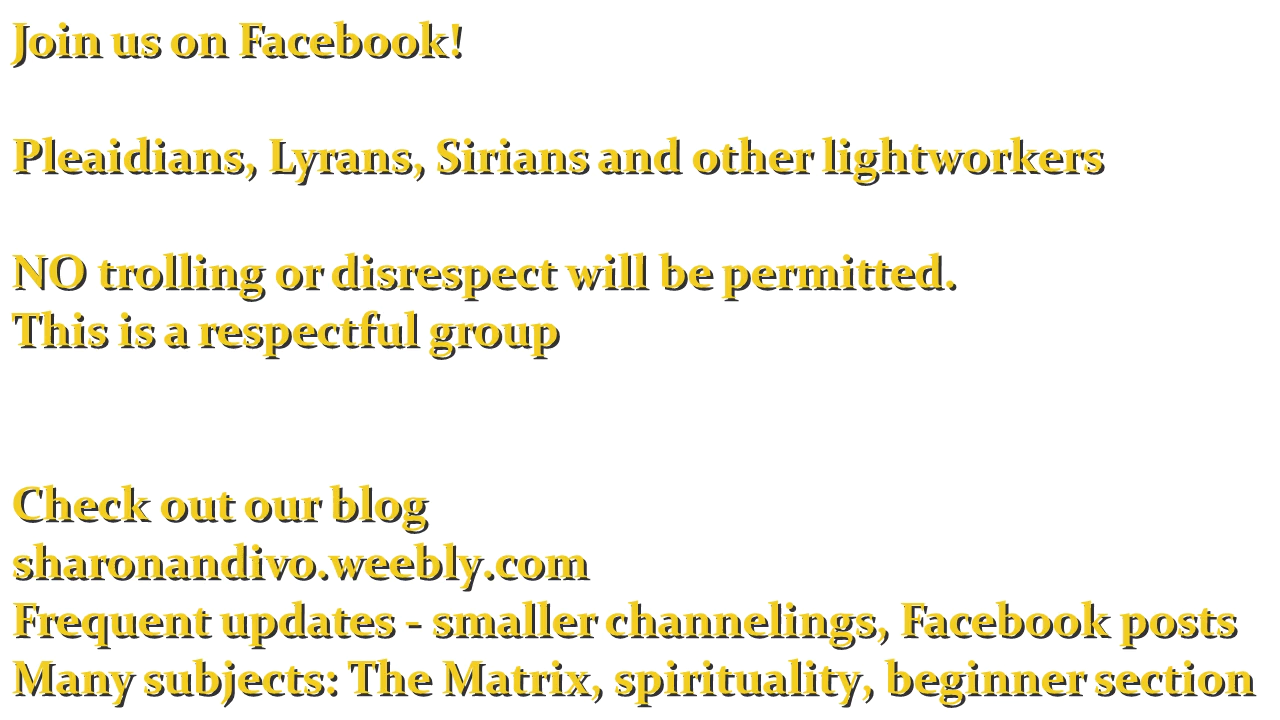 Join us on Facebook!
Pleaidians, Lyrans, Sirians and other lightworkers
NO trolling or disrespect will be permitted.
This is a respectful group
Check out our blog
sharonandivo.weebly.com
Frequent updates - smaller channelings, Facebook posts
Many subjects: The Matrix, spirituality, beginner section